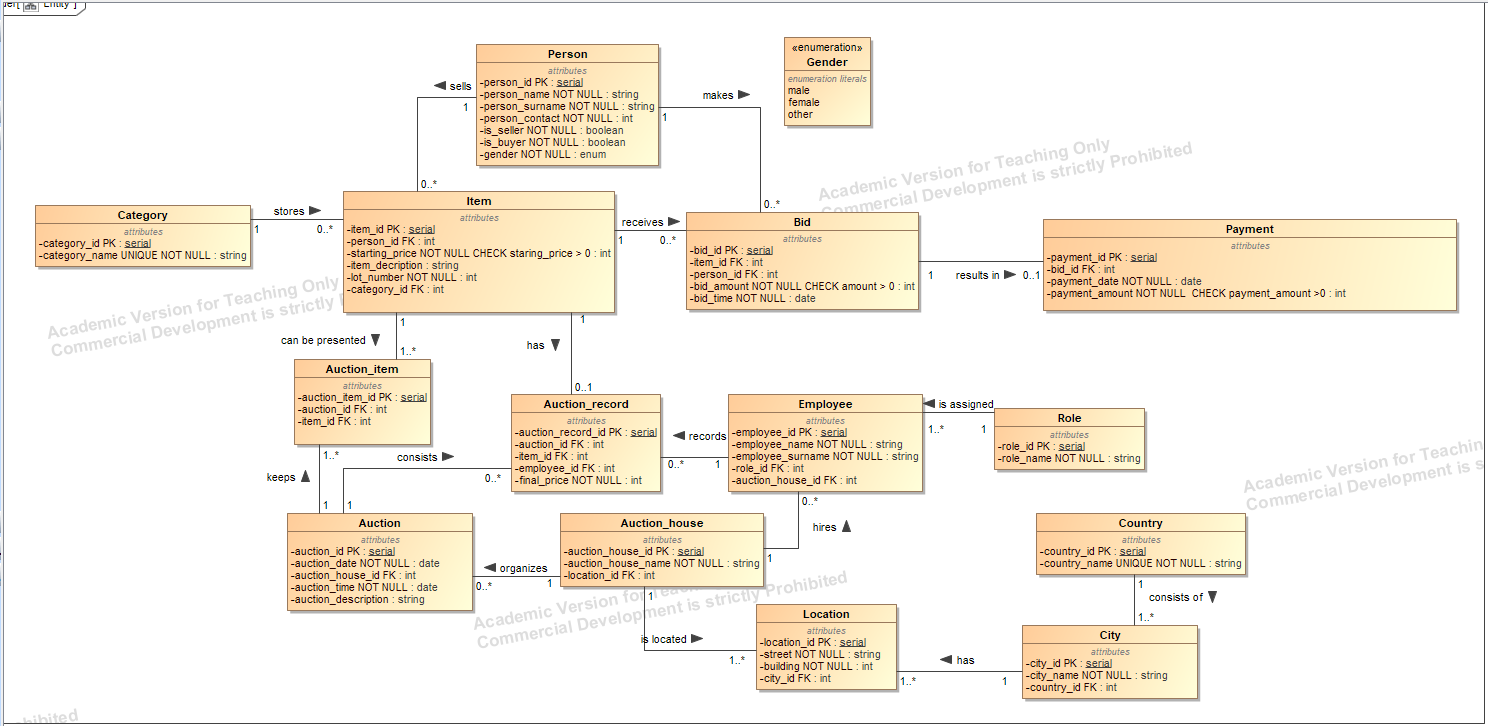 Entity ]
Person
attributes
-person_id PK : serial
-person_name NOT NULL : string
-person_surname NOT NULL : string
-person_contact NOT NULL : int
-is_seller NOT NULL : boolean
-is_buyer NOT NULL : boolean
-gender NOT NULL : enum
«enumeration»
Gender
enumeration literals
male
female
other
sells
1
0..*
makes
1
0..*
Academic Version for Teaching Only
Commercial Development is strictly Prohibited
Category
attributes
-category_id PK : serial
-category_name UNIQUE NOT NULL : string
stores
1
0..*
Item
attributes
-item_id PK : serial
-person_id FK : int
-starting_price NOT NULL CHECK staring_price > 0 : int
-item_decription : string
-lot_number NOT NULL : int
-category_id FK : int
receives
1
0..*
Bid
attributes
-bid_id PK : serial
-item_id FK : int
-person_id FK : int
-bid_amount NOT NULL CHECK amount > 0 : int
-bid_time NOT NULL : date
1
results in
0..1
Payment
attributes
-payment_id PK : serial
-bid_id FK : int
-payment_date NOT NULL : date
-payment_amount NOT NULL CHECK payment_amount >0 : int
Academic Version for Teaching Only
Commercial Development is strictly
1
can be presented
1..*
1
has
0..1
Auction_item
attributes
-auction_item_id PK : serial
-auction_id FK : int
-item_id FK : int
Auction_record
attributes
-auction_record_id PK : serial
-auction_id FK : int
-item_id FK : int
-employee_id FK : int
-final_price NOT NULL : int
records
0..*
1
Employee
attributes
-employee_id PK : serial
-employee_name NOT NULL : string
-employee_surname NOT NULL : string
-role_id FK : int
-auction_house_id FK : int
is assigned
1..*
1
Role
attributes
-role_id PK : serial
-role_name NOT NULL : string
Academic Version for Teachin
Commercial Development is s
1..*
keeps
1
consists
0..*
1
Auction
attributes
-auction_id PK : serial
-auction_date NOT NULL : date
-auction_house_id FK : int
-auction_time NOT NULL : date
-auction_description : string
organizes
0..*
1
Auction_house
attributes
-auction_house_id PK : serial
-auction_house_name NOT NULL : string
-location_id FK : int
0..*
hires
1
Country
attributes
-country_id PK : serial
-country_name UNIQUE NOT NULL : string
1
consists of
1..*
Academic Version for Teaching Only
Commercial Development is strictly Prohibited
1
is located
1..*
Location
attributes
-location_id PK : serial
-street NOT NULL : string
-building NOT NULL : int
-city_id FK : int
has
1..*
1
City
attributes
-city_id PK : serial
-city_name NOT NULL : string
-country_id FK : int
hibited